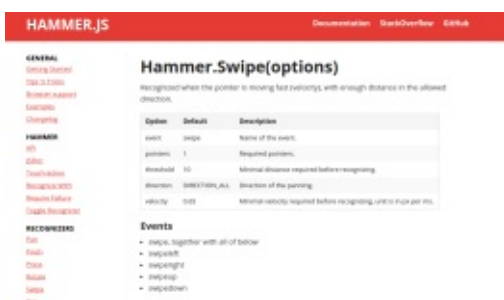 HAMMER.JS
Documentation StackOverflow GitHub
GENERAL
Getting Started
Tips 'n Tricks
Browser support
Examples
Changelog
HAMMER
API
Touch-action
Recognize With
Require Failure
Toggle Recognizer
RECOGNIZERS
Pan
Pinch
Press
Rotate
Swipe
Hammer.Swipe(options)
Recognized when the pointer is moving fast (velocity), with enough distance in the allowed
direction.
Option Default Description
event swipe Name of the event.
pointers 1 Required pointers.
threshold 10 Minimal distance required before recognizing.
direction DIRECTION_ALL Direction of the panning.
velocity Minimal velocity required before recognizing, unit is in px per ms.
Events
swipe, together with all of below
swipeleft
swiperight
swipeup
swipedown